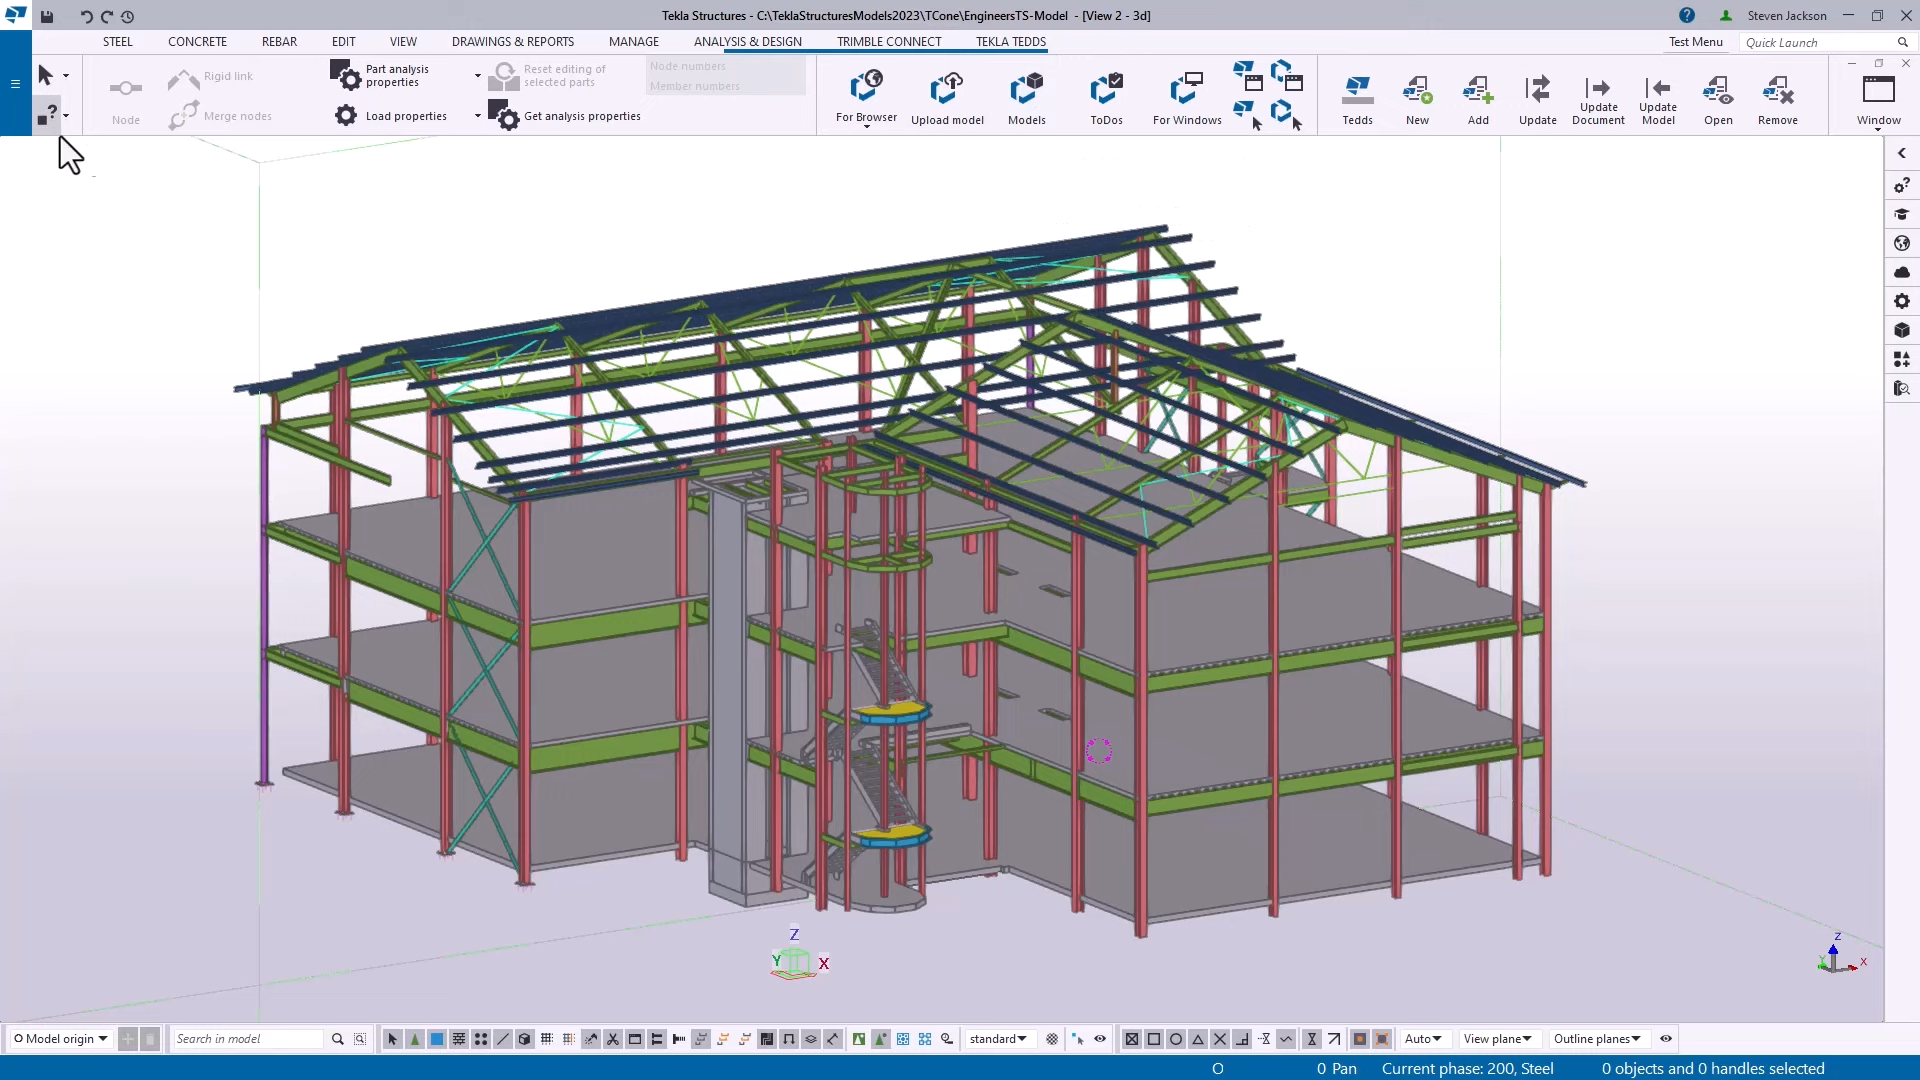 Tekla Structures - C:\TeklaStructuresModels2023\TCone\EngineersTS-Model - [View 2 - 3d]
Steven Jackson
STEEL CONCRETE REBAR EDIT VIEW DRAWINGS & REPORTS MANAGE ANALYSIS & DESIGN TRIMBLE CONNECT TEKLA TEDDS
Test Menu Quick Launch
Node
Rigid link
Merge nodes
Part analysis
properties
Load properties
Reset editing of
selected parts
Get analysis properties
Node numbers
Member numbers
For Browser
Upload model
Models
ToDos
For Windows
Tedds
New
Add
Update
Update
Document
Update
Model
Open
Remove
Window
Z
Y X
Z
Y X
Model origin
Search in model
standard
Auto
View plane
Outline planes
O
0 Pan
Current phase: 200, Steel
0 objects and 0 handles selected